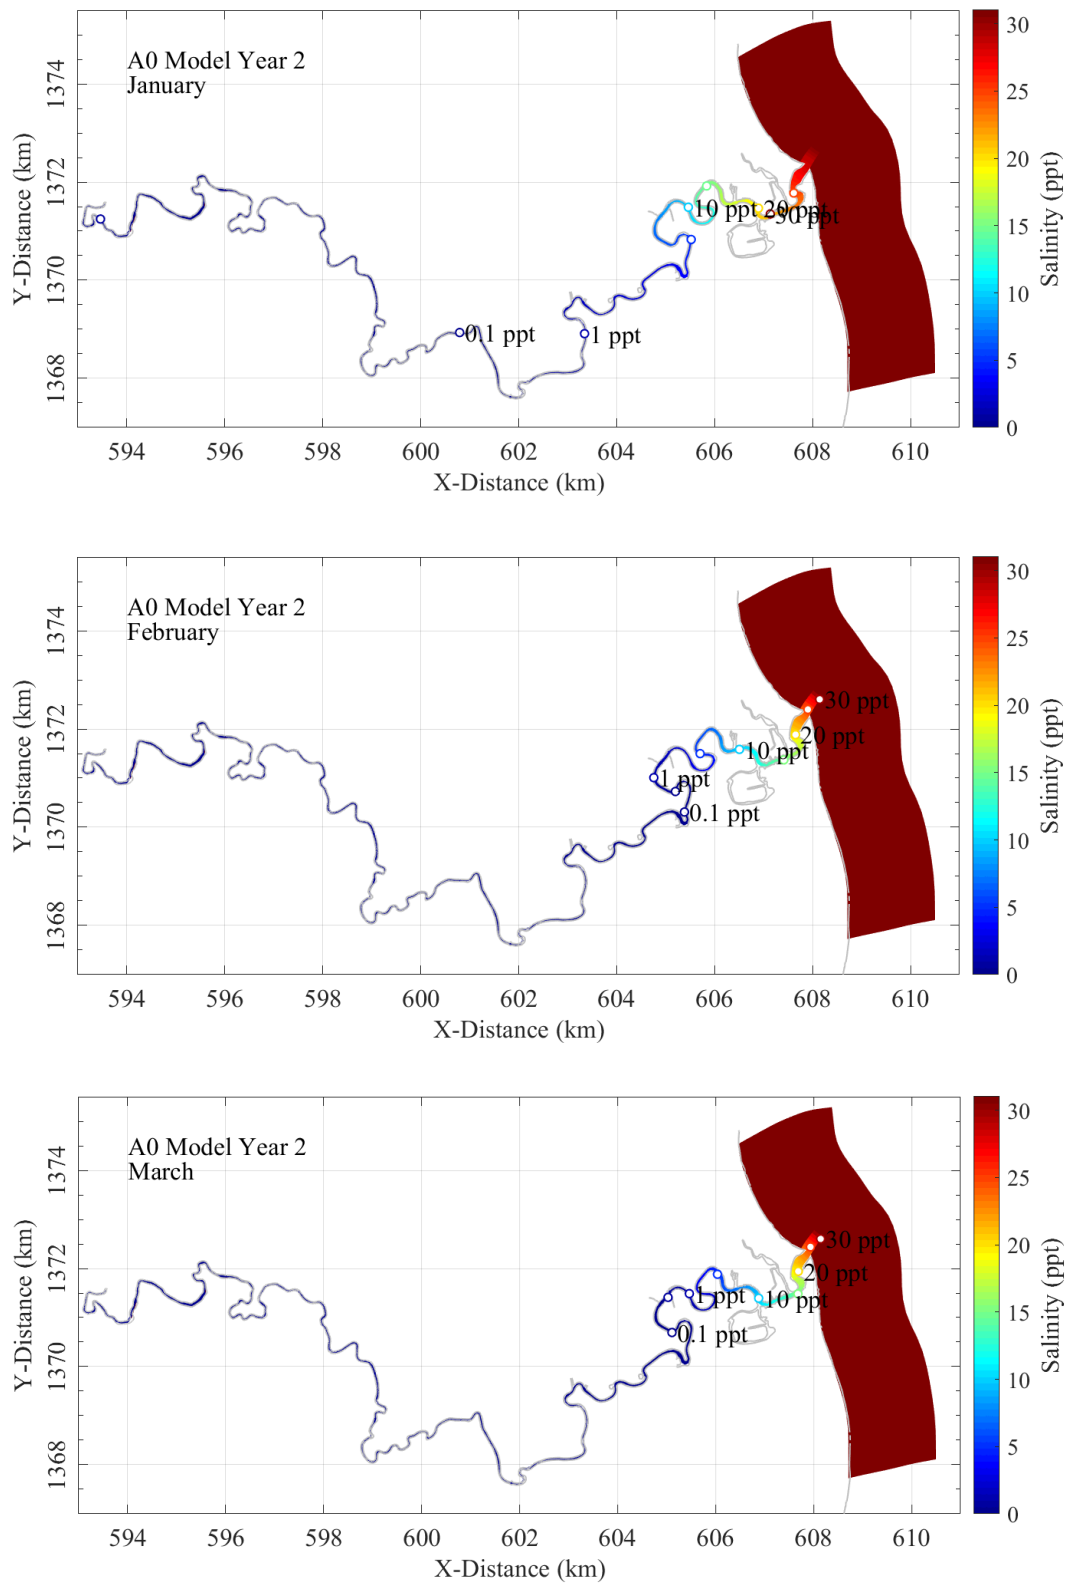 A0 Model Year 2
January
1374
1372
1370
1368
Y-Distance (km)
10 ppt
20 ppt
30 ppt
0.1 ppt
1 ppt
594
596
598
600
602
604
606
608
610
X-Distance (km)
30
25
20
15
10
5
0
Salinity (ppt)
A0 Model Year 2
February
1374
1372
1370
1368
Y-Distance (km)
30 ppt
20 ppt
10 ppt
1 ppt
0.1 ppt
594
596
598
600
602
604
606
608
610
X-Distance (km)
30
25
20
15
10
5
0
Salinity (ppt)
A0 Model Year 2
March
1374
1372
1370
1368
Y-Distance (km)
30 ppt
20 ppt
1 ppt
10 ppt
0.1 ppt
594
596
598
600
602
604
606
608
610
X-Distance (km)
30
25
20
15
10
5
0
Salinity (ppt)